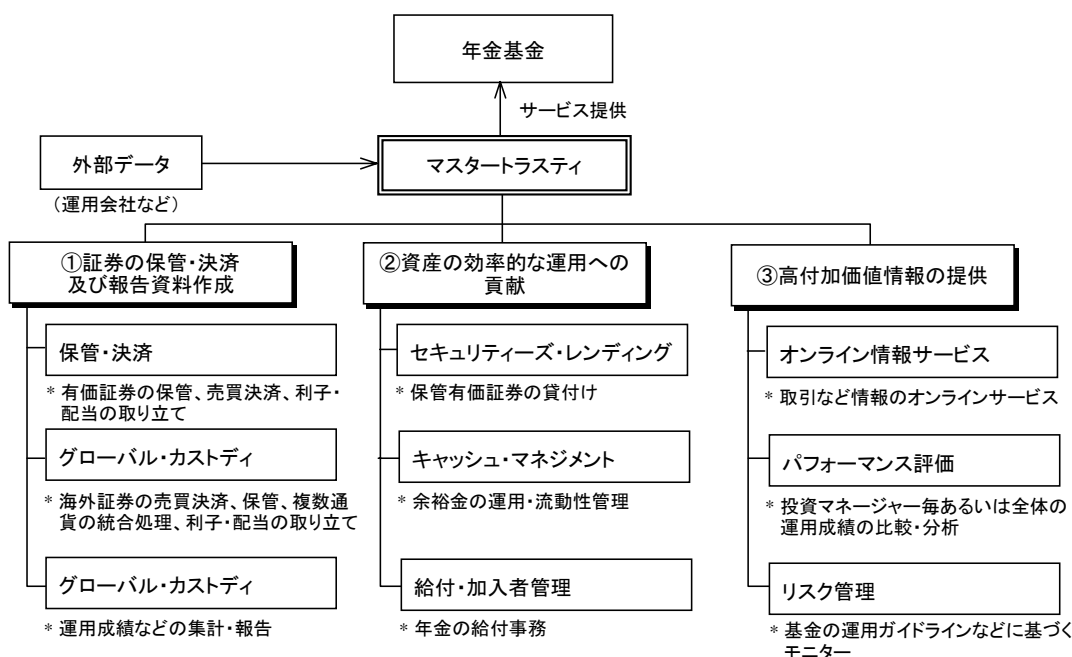 年金基金
サービス提供
外部データ
マスタートラスティ
(運用会社など)
①証券の保管・決済
及び報告資料作成
②資産の効率的な運用への
貢献
③高付加価値情報の提供
保管・決済
* 有価証券の保管、売買決済、利子・
配当の取り立て
グローバル・カストディ
* 海外証券の売買決済、保管、複数通
貨の統合処理、利子・配当の取り立て
グローバル・カストディ
* 運用成績などの集計・報告
セキュリティーズ・レンディング
* 保管有価証券の貸付け
キャッシュ・マネジメント
* 余裕金の運用・流動性管理
給付・加入者管理
* 年金の給付事務
オンライン情報サービス
* 取引など情報のオンラインサービス
パフォーマンス評価
* 投資マネージャー毎あるいは全体の
運用成績の比較・分析
リスク管理
* 基金の運用ガイドラインなどに基づく
モニター